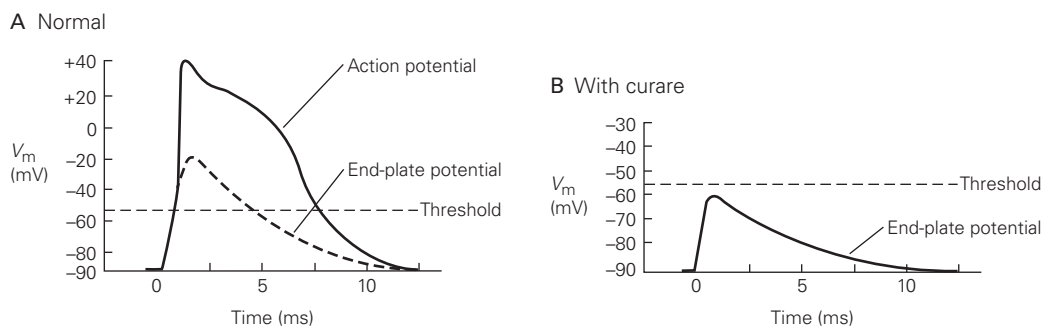 A Normal
+40
+20
0
–20
–40
–60
–80
–90
Vm
(mV)
Action potential
End-plate potential
Threshold
0
5
10
Time (ms)
B With curare
–30
–40
–50
–60
–70
–80
–90
Vm
(mV)
Threshold
End-plate potential
0
5
10
Time (ms)